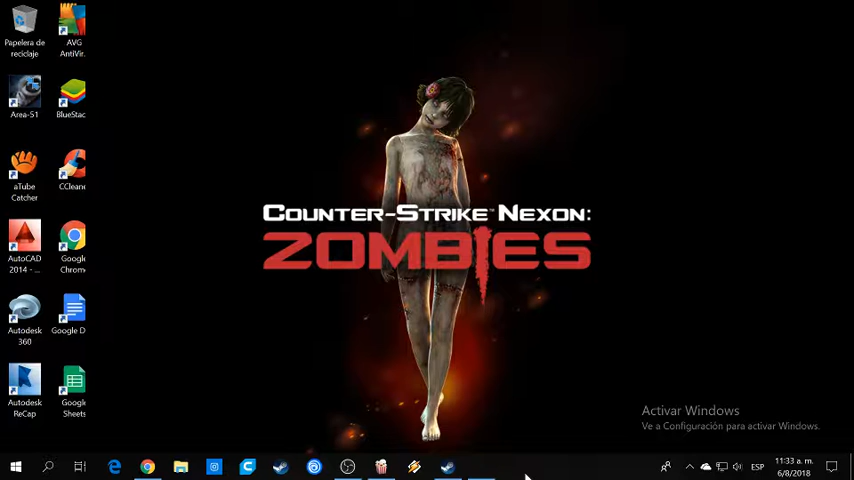 Papelera de
reciclaje
AVG
AntiVir.
Area-51
BlueStac
aTube
Catcher
CCleane
AutoCAD
2014 - ...
Google
Chrom
Autodesk
360
Google D
Autodesk
ReCap
Google
Sheets
COUNTER-STRIKE™ NEXON:
ZOMBIES
Activar Windows
Ve a Configuración para activar Windows.
ESP
11:33 a. m.
6/8/2018